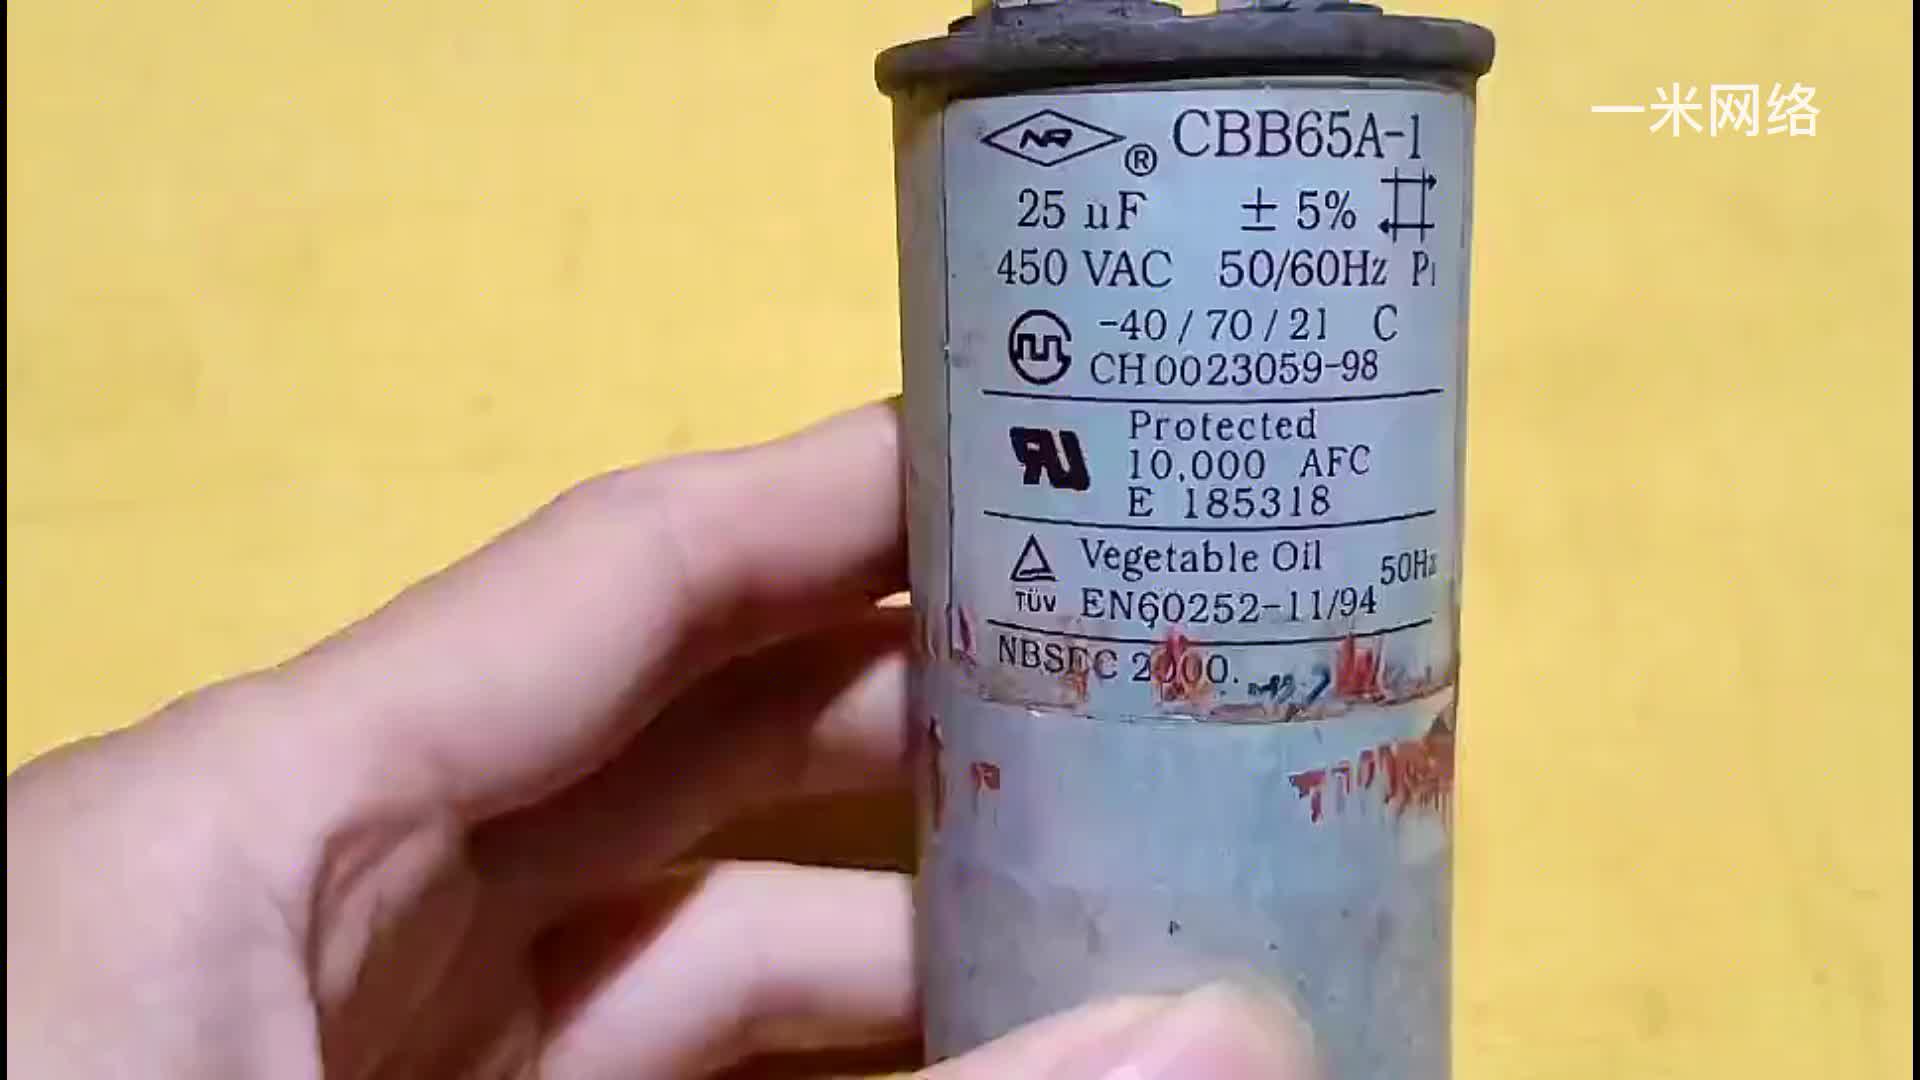 一米网络
NR ® CBB65A-1
25 uF ± 5%
450 VAC 50/60Hz P1
-40 / 70 / 21 C
CH0023059-98
Protected
10,000 AFC
E 185318
Vegetable Oil 50Hz
TÜV EN60252-11/94
NBSEC 2000.